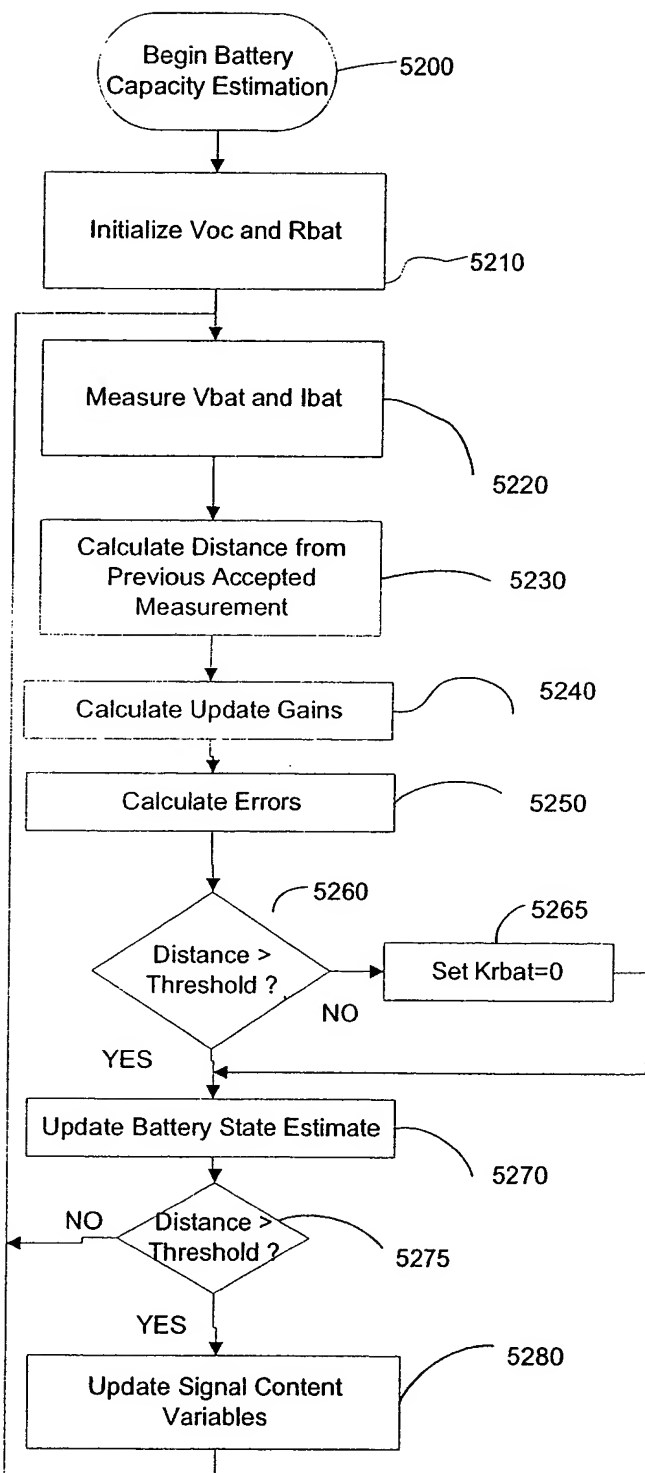 Begin Battery
Capacity Estimation
5200
Initialize Voc and Rbat
5210
Measure Vbat and Ibat
5220
Calculate Distance from
Previous Accepted
Measurement
5230
Calculate Update Gains
5240
Calculate Errors
5250
5260
Distance >
Threshold ?
NO
5265
Set Krbat=0
YES
Update Battery State Estimate
5270
NO
Distance >
Threshold ?
5275
YES
Update Signal Content
Variables
5280